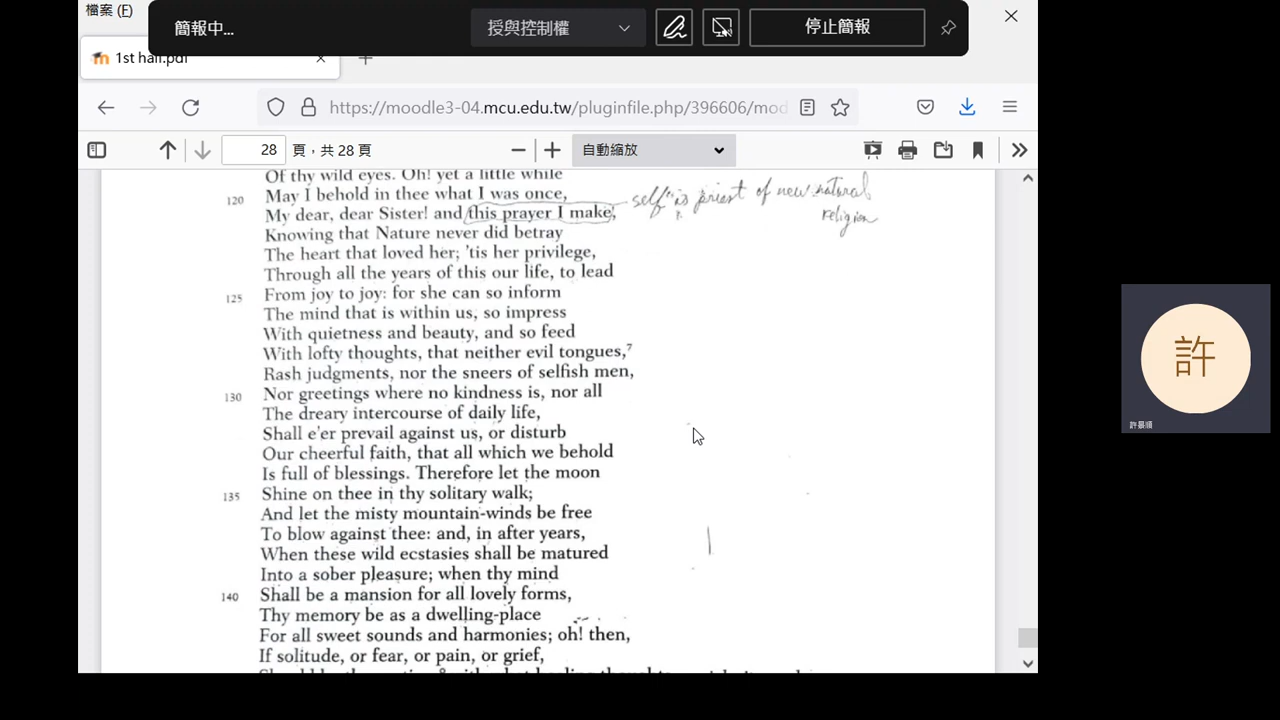 檔案 (F)
簡報中...
授與控制權
停止簡報
1st half.pdf
https://moodle3-04.mcu.edu.tw/pluginfile.php/396606/mod
28 頁，共 28 頁
自動縮放
Of thy wild eyes. Oh! yet a little while
120 May I behold in thee what I was once,
My dear, dear Sister! and this prayer I make,
self is priest of new natural
religion
Knowing that Nature never did betray
The heart that loved her; 'tis her privilege,
Through all the years of this our life, to lead
125 From joy to joy: for she can so inform
The mind that is within us, so impress
With quietness and beauty, and so feed
With lofty thoughts, that neither evil tongues,7
Rash judgments, nor the sneers of selfish men,
130 Nor greetings where no kindness is, nor all
The dreary intercourse of daily life,
Shall e'er prevail against us, or disturb
Our cheerful faith, that all which we behold
Is full of blessings. Therefore let the moon
135 Shine on thee in thy solitary walk;
And let the misty mountain-winds be free
To blow against thee: and, in after years,
When these wild ecstasies shall be matured
Into a sober pleasure; when thy mind
140 Shall be a mansion for all lovely forms,
Thy memory be as a dwelling-place
For all sweet sounds and harmonies; oh! then,
If solitude, or fear, or pain, or grief,
許